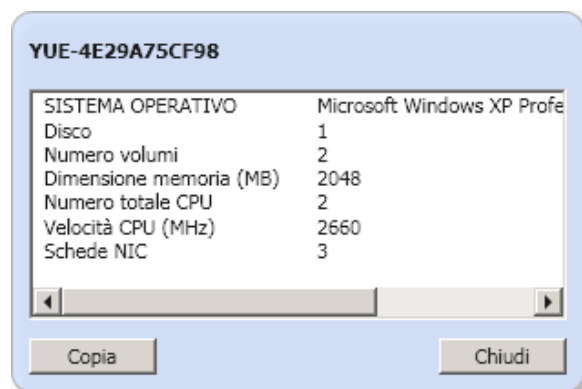 YUE-4E29A75CF98
SISTEMA OPERATIVO Microsoft Windows XP Profe
Disco 1
Numero volumi 2
Dimensione memoria (MB) 2048
Numero totale CPU 2
Velocità CPU (MHz) 2660
Schede NIC 3
Copia Chiudi